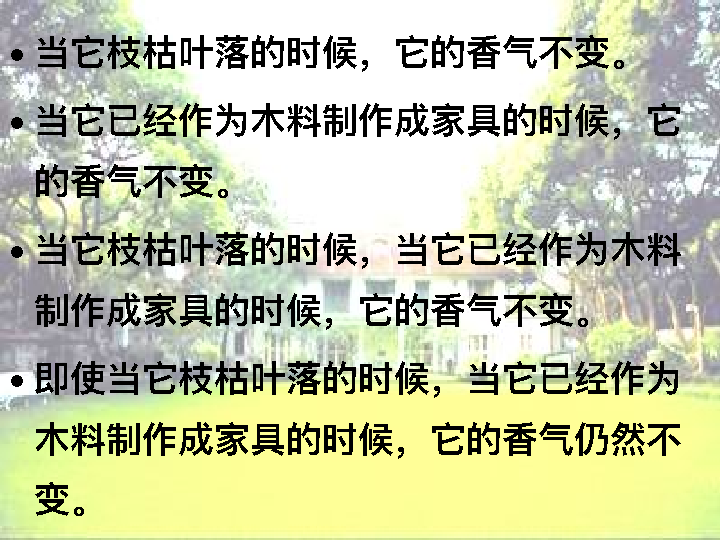 • 当它枝枯叶落的时候，它的香气不变。
• 当它已经作为木料制作成家具的时候，它
的香气不变。
• 当它枝枯叶落的时候，当它已经作为木料
制作成家具的时候，它的香气不变。
• 即使当它枝枯叶落的时候，当它已经作为
木料制作成家具的时候，它的香气仍然不
变。